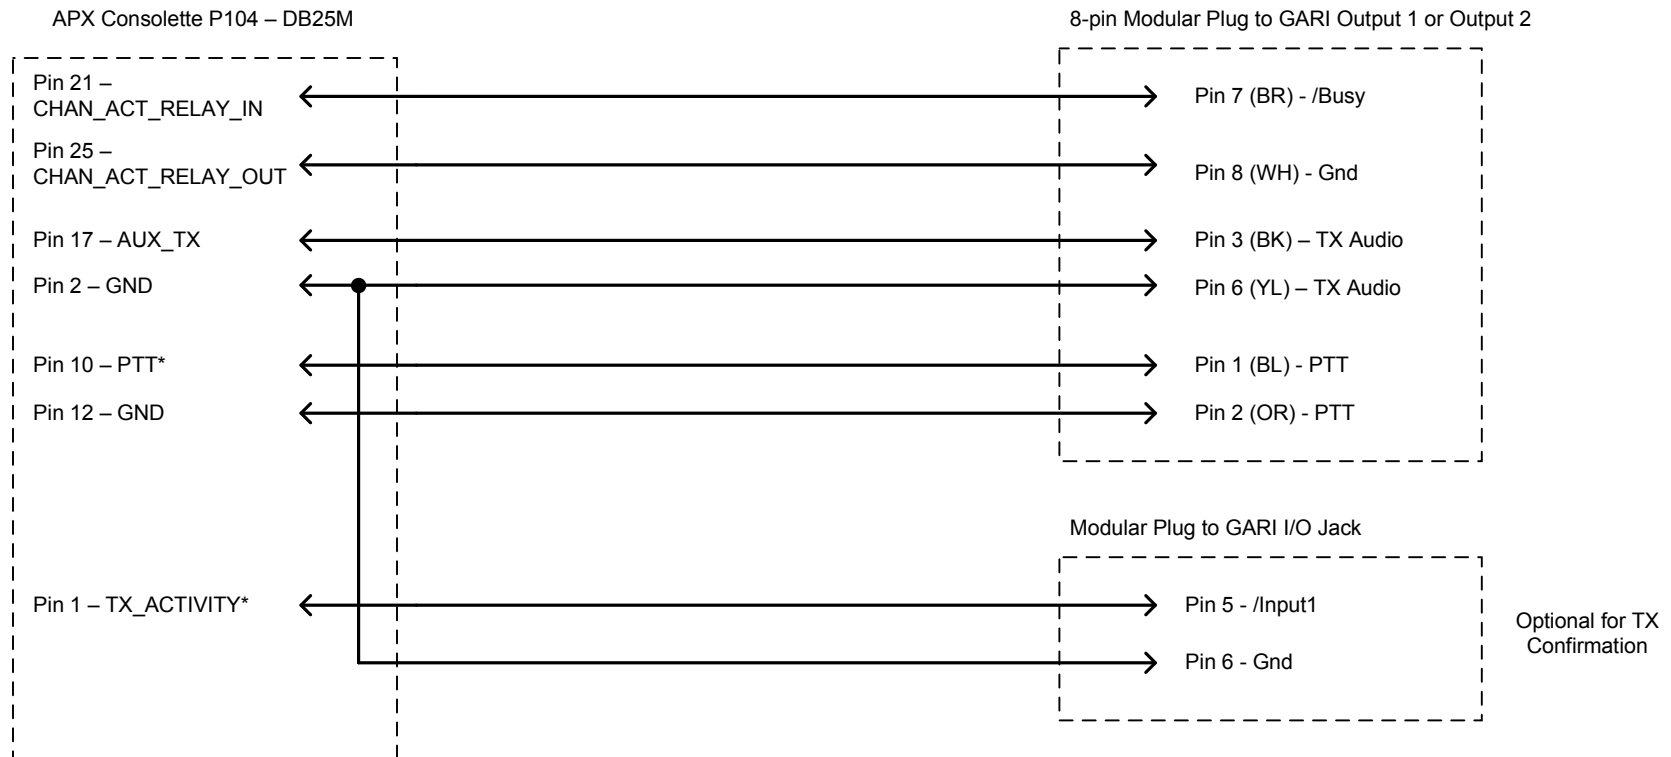 APX Consolette P104 – DB25M
8-pin Modular Plug to GARI Output 1 or Output 2
Pin 21 –
CHAN_ACT_RELAY_IN
Pin 7 (BR) - /Busy
Pin 25 –
CHAN_ACT_RELAY_OUT
Pin 8 (WH) - Gnd
Pin 17 – AUX_TX
Pin 3 (BK) – TX Audio
Pin 2 – GND
Pin 6 (YL) – TX Audio
Pin 10 – PTT*
Pin 1 (BL) - PTT
Pin 12 – GND
Pin 2 (OR) - PTT
Modular Plug to GARI I/O Jack
Pin 1 – TX_ACTIVITY*
Pin 5 - /Input1
Pin 6 - Gnd
Optional for TX
Confirmation